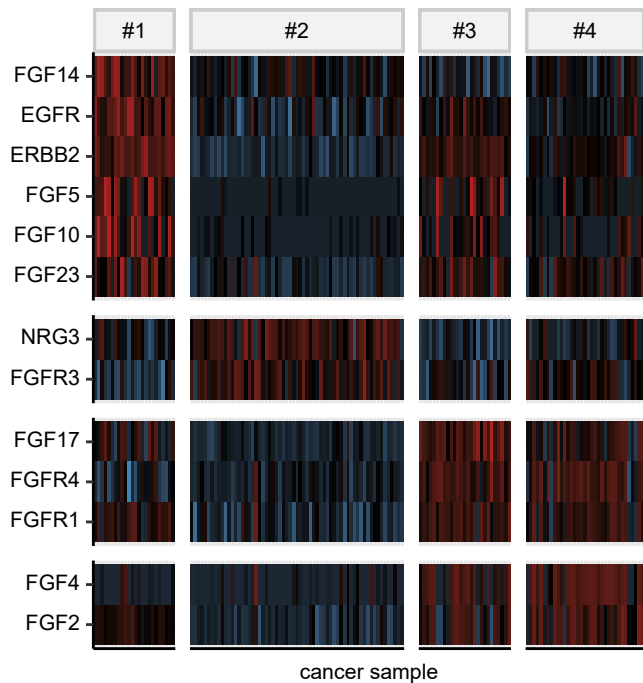 #1 #2 #3 #4
FGF14
EGFR
ERBB2
FGF5
FGF10
FGF23
NRG3
FGFR3
FGF17
FGFR4
FGFR1
FGF4
FGF2
cancer sample